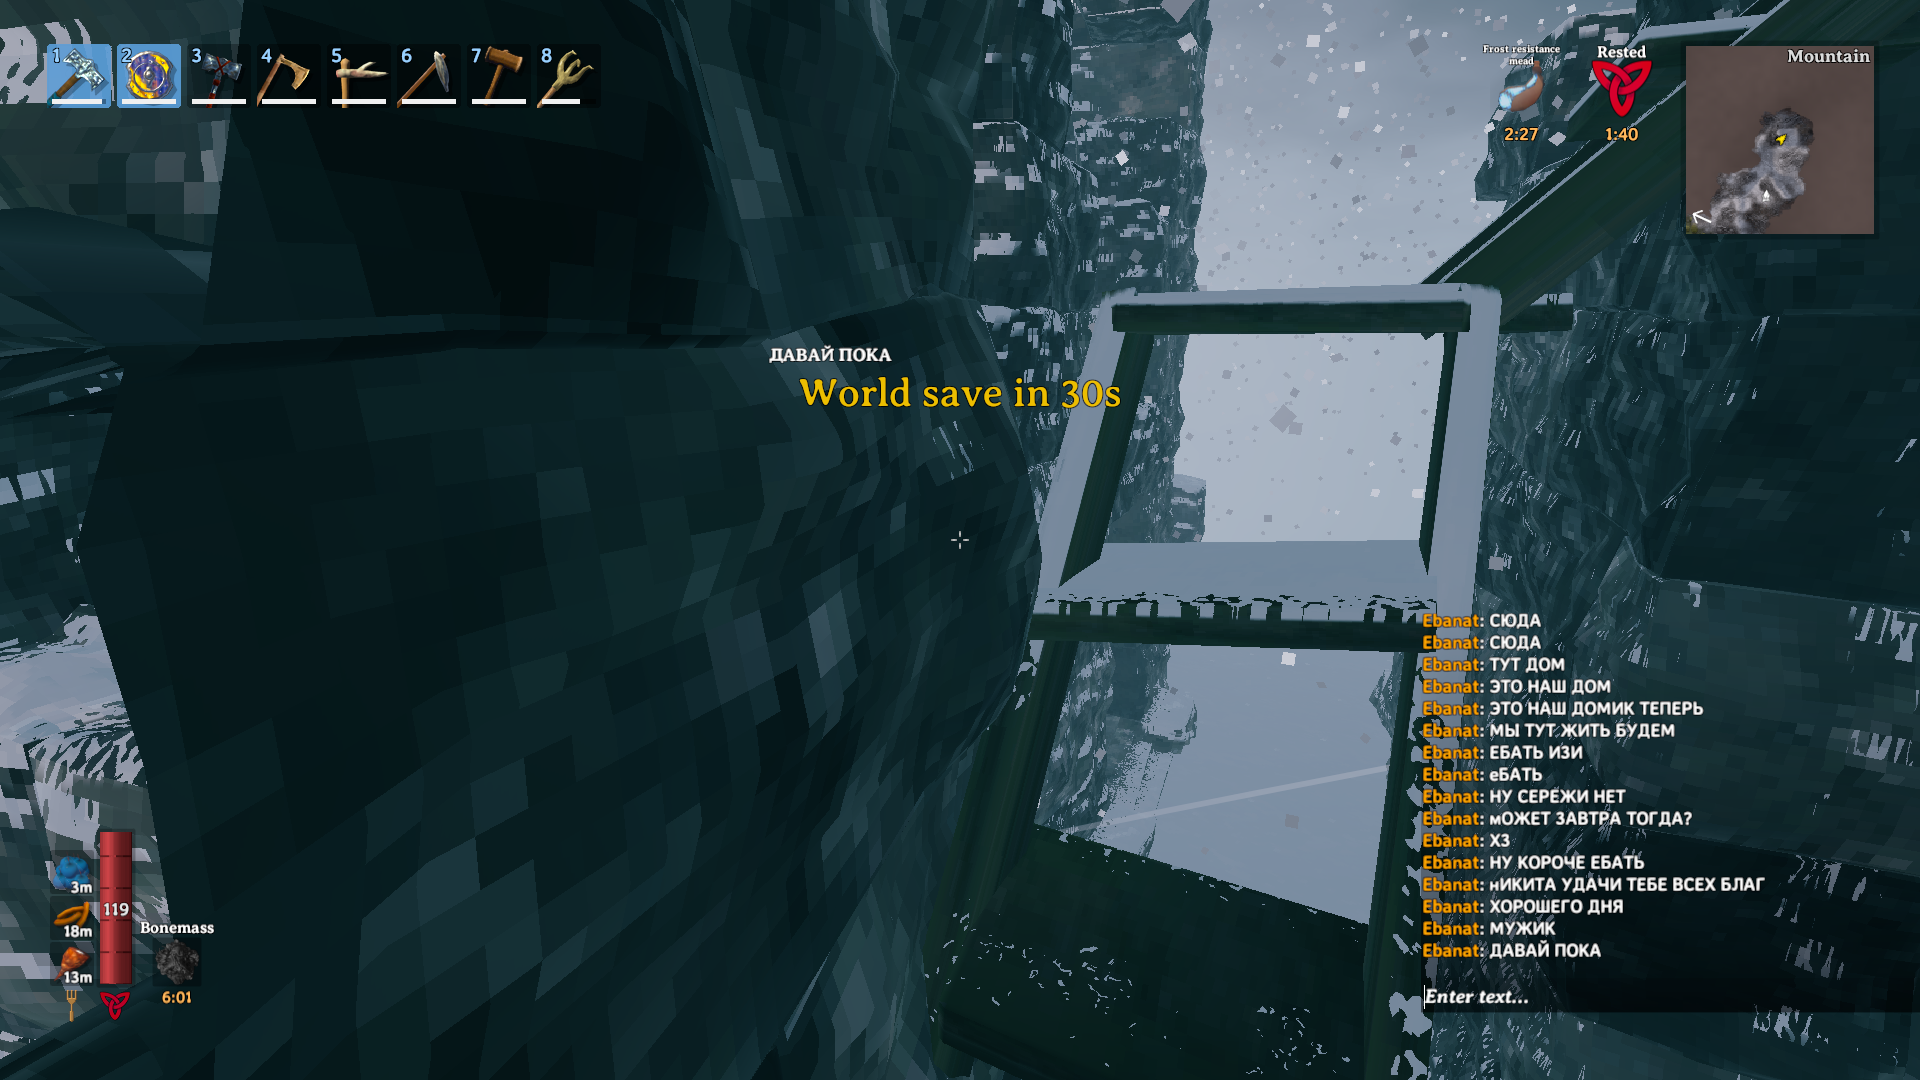 1 2 3 4 5 6 7 8
Frost resistance
mead
Rested
2:27
1:40
Mountain
ДАВАЙ ПОКА
World save in 30s
Ebanat: СЮДА
Ebanat: СЮДА
Ebanat: ТУТ ДОМ
Ebanat: ЭТО НАШ ДОМ
Ebanat: ЭТО НАШ ДОМИК ТЕПЕРЬ
Ebanat: МЫ ТУТ ЖИТЬ БУДЕМ
Ebanat: ЕБАТЬ ИЗИ
Ebanat: еБАТЬ
Ebanat: НУ СЕРЕЖИ НЕТ
Ebanat: мОЖЕТ ЗАВТРА ТОГДА?
Ebanat: ХЗ
Ebanat: НУ КОРОЧЕ ЕБАТЬ
Ebanat: нИКИТА УДАЧИ ТЕБЕ ВСЕХ БЛАГ
Ebanat: ХОРОШЕГО ДНЯ
Ebanat: МУЖИК
Ebanat: ДАВАЙ ПОКА
Enter text...
3m
18m
13m
119
Bonemass
6:01